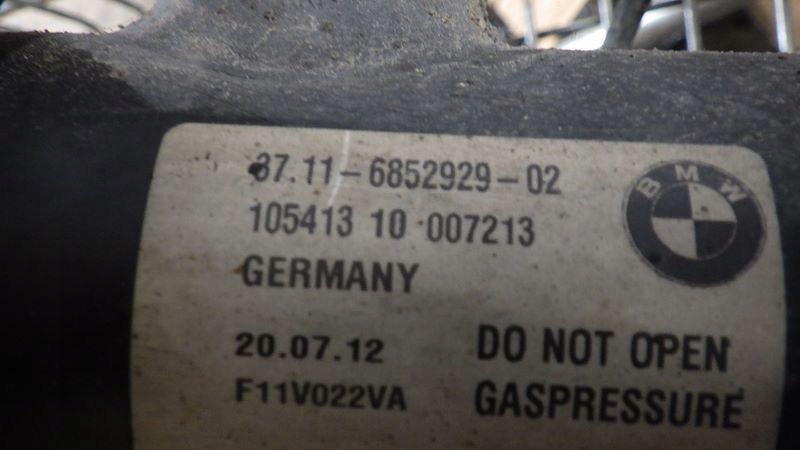 37.11-6852929-02
BMW
105413 10 007213
GERMANY
20.07.12 DO NOT OPEN
F11V022VA GASPRESSURE